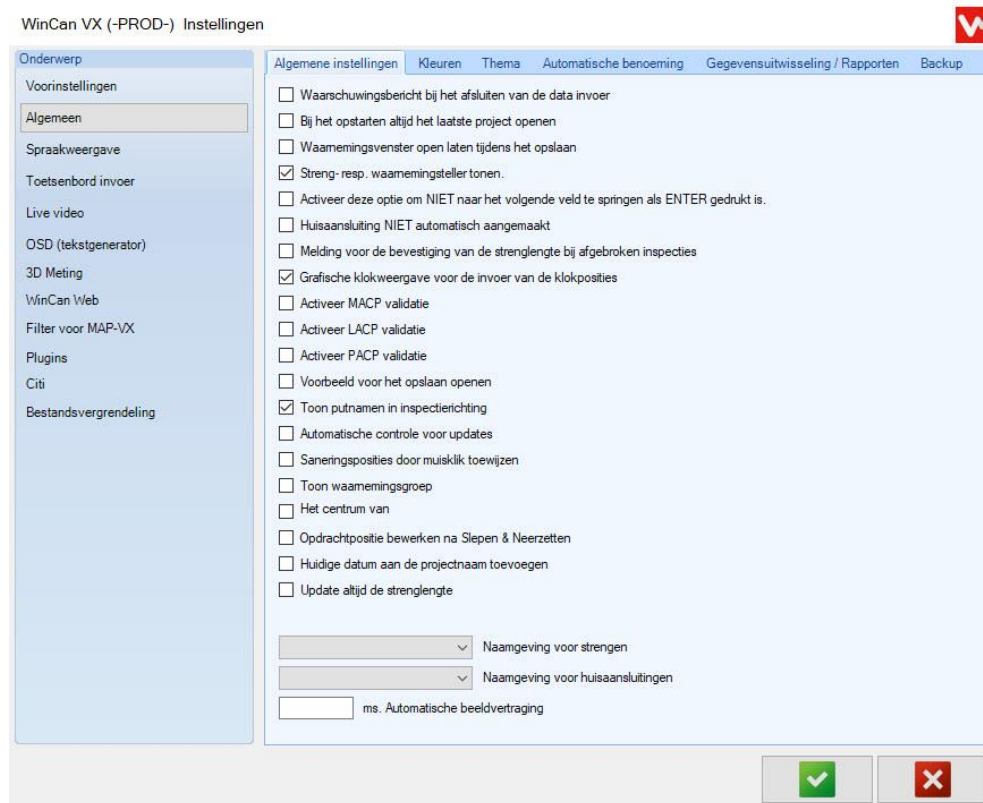 WinCan VX (-PROD-) Instellingen
Onderwerp
Voorinstellingen
Algemeen
Spraakweergave
Toetsenbord invoer
Live video
OSD (tekstgenerator)
3D Meting
WinCan Web
Filter voor MAP-VX
Plugins
Citi
Bestandsvergrendeling
Algemene instellingen Kleuren Thema Automatische benoeming Gegevensuitwisseling / Rapporten Backup
Waarschuwingsbericht bij het afsluiten van de data invoer
Bij het opstarten altijd het laatste project openen
Waarnemingsvenster open laten tijdens het opslaan
Streng- resp. waarnemingsteller tonen.
Activeer deze optie om NIET naar het volgende veld te springen als ENTER gedrukt is.
Huisaansluiting NIET automatisch aangemaakt
Melding voor de bevestiging van de strenglengte bij afgebroken inspecties
Grafische klokweergave voor de invoer van de klokposities
Activeer MACP validatie
Activeer LACP validatie
Activeer PACP validatie
Voorbeeld voor het opslaan openen
Toon putnamen in inspectierichting
Automatische controle voor updates
Saneringsposities door muisklik toewijzen
Toon waarnemingsgroep
Het centrum van
Opdrachtpositie bewerken na Slepen & Neerzetten
Huidige datum aan de projectnaam toevoegen
Update altijd de strenglengte
Naamgeving voor strengen
Naamgeving voor huisaansluitingen
ms. Automatische beeldvertraging